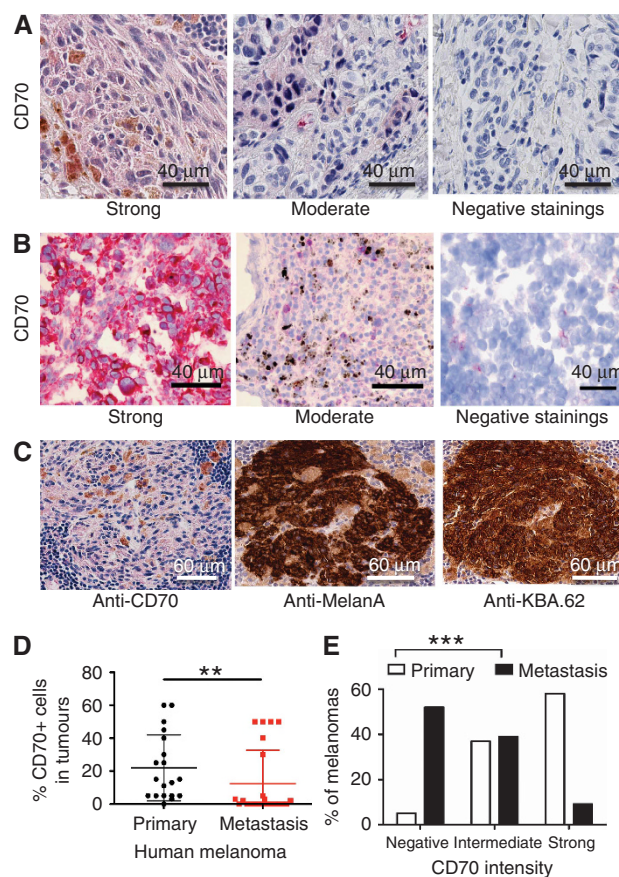 A
CD70
40 µm
40 µm
40 µm
Strong
Moderate
Negative stainings
B
CD70
40 µm
40 µm
40 µm
Strong
Moderate
Negative stainings
C
60 µm
60 µm
60 µm
Anti-CD70
Anti-MelanA
Anti-KBA.62
D
% CD70+ cells
in tumours
80
60
40
20
0
**
Primary
Metastasis
Human melanoma
E
***
Primary
Metastasis
% of melanomas
60
40
20
0
Negative
Intermediate
Strong
CD70 intensity